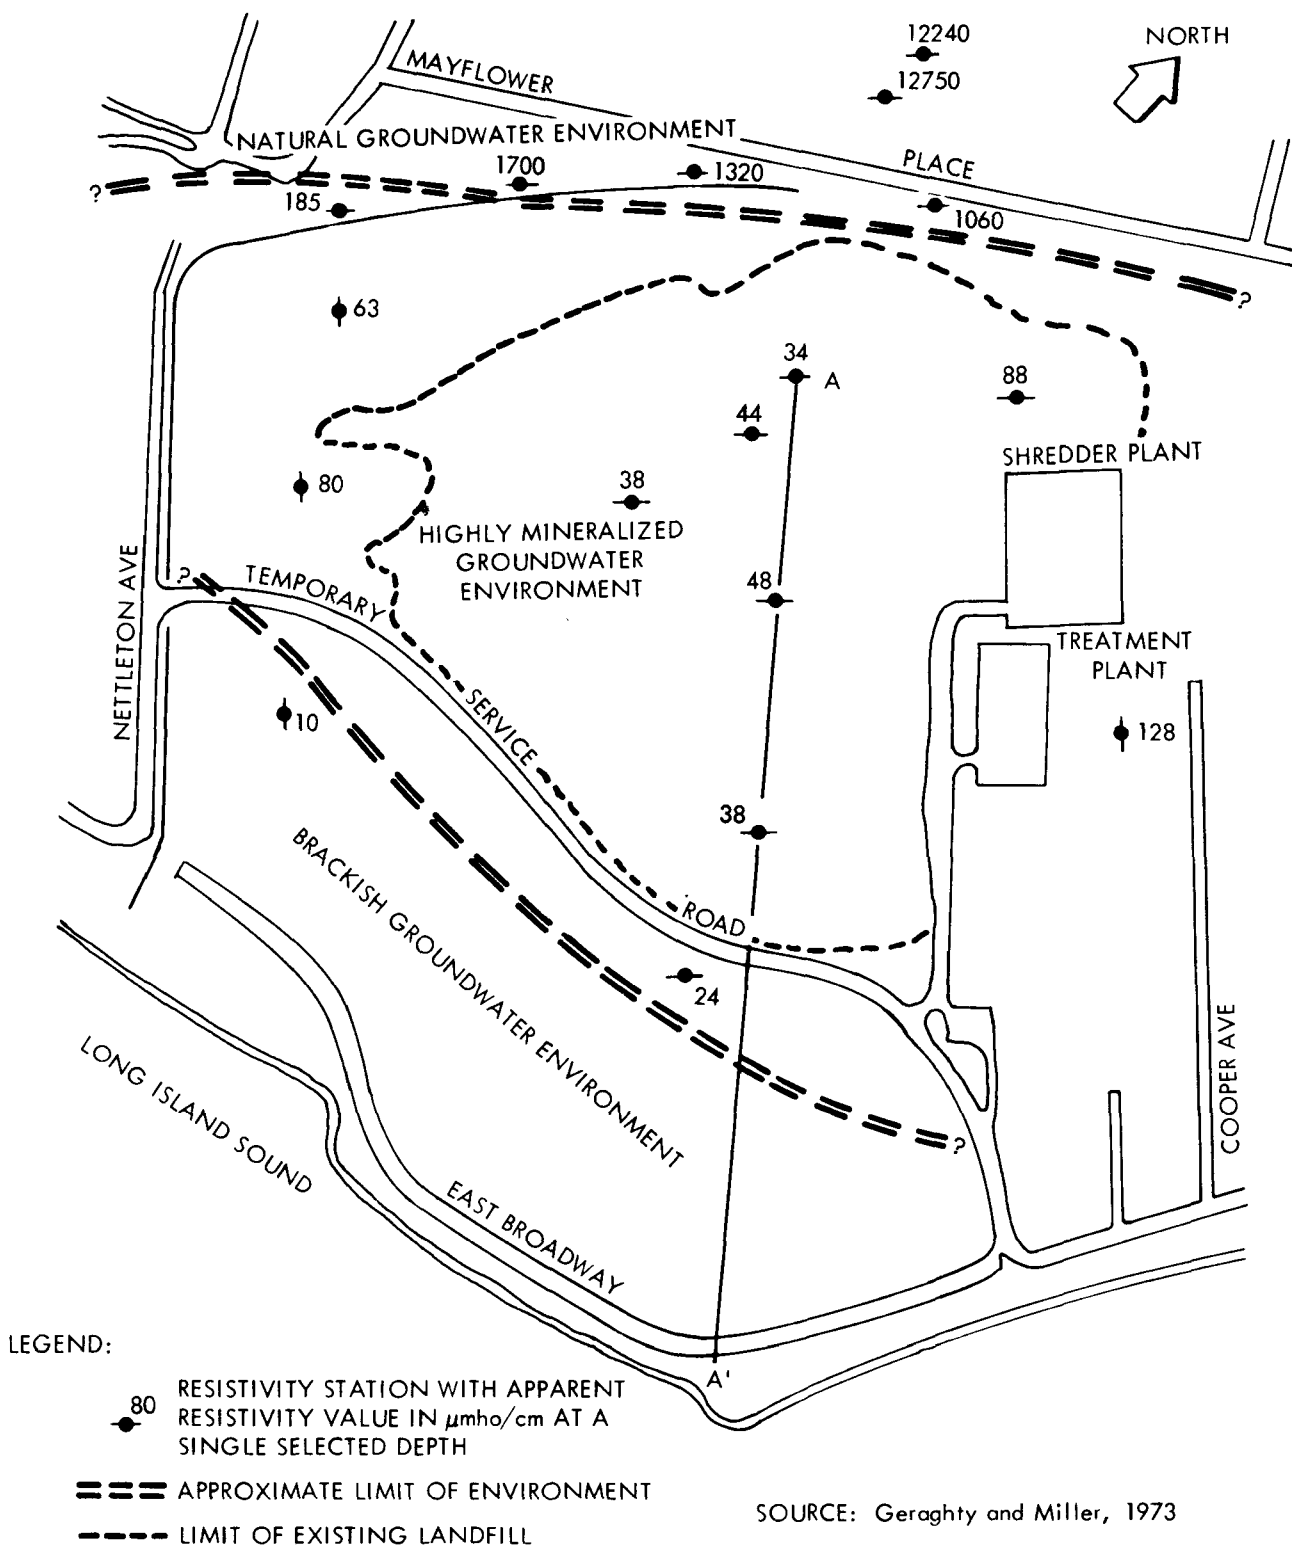 12240
NORTH
12750
MAYFLOWER
NATURAL GROUNDWATER ENVIRONMENT
PLACE
1700
1320
?
185
1060
?
63
34
A
88
44
SHREDDER PLANT
80
38
HIGHLY MINERALIZED
GROUNDWATER
ENVIRONMENT
?
TEMPORARY
48
NETTLETON AVE
TREATMENT
PLANT
SERVICE
10
128
38
BRACKISH GROUNDWATER ENVIRONMENT
ROAD
24
COOPER AVE
LONG ISLAND SOUND
?
EAST BROADWAY
A'
LEGEND:
80
RESISTIVITY STATION WITH APPARENT
RESISTIVITY VALUE IN µmho/cm AT A
SINGLE SELECTED DEPTH
APPROXIMATE LIMIT OF ENVIRONMENT
LIMIT OF EXISTING LANDFILL
SOURCE: Geraghty and Miller, 1973